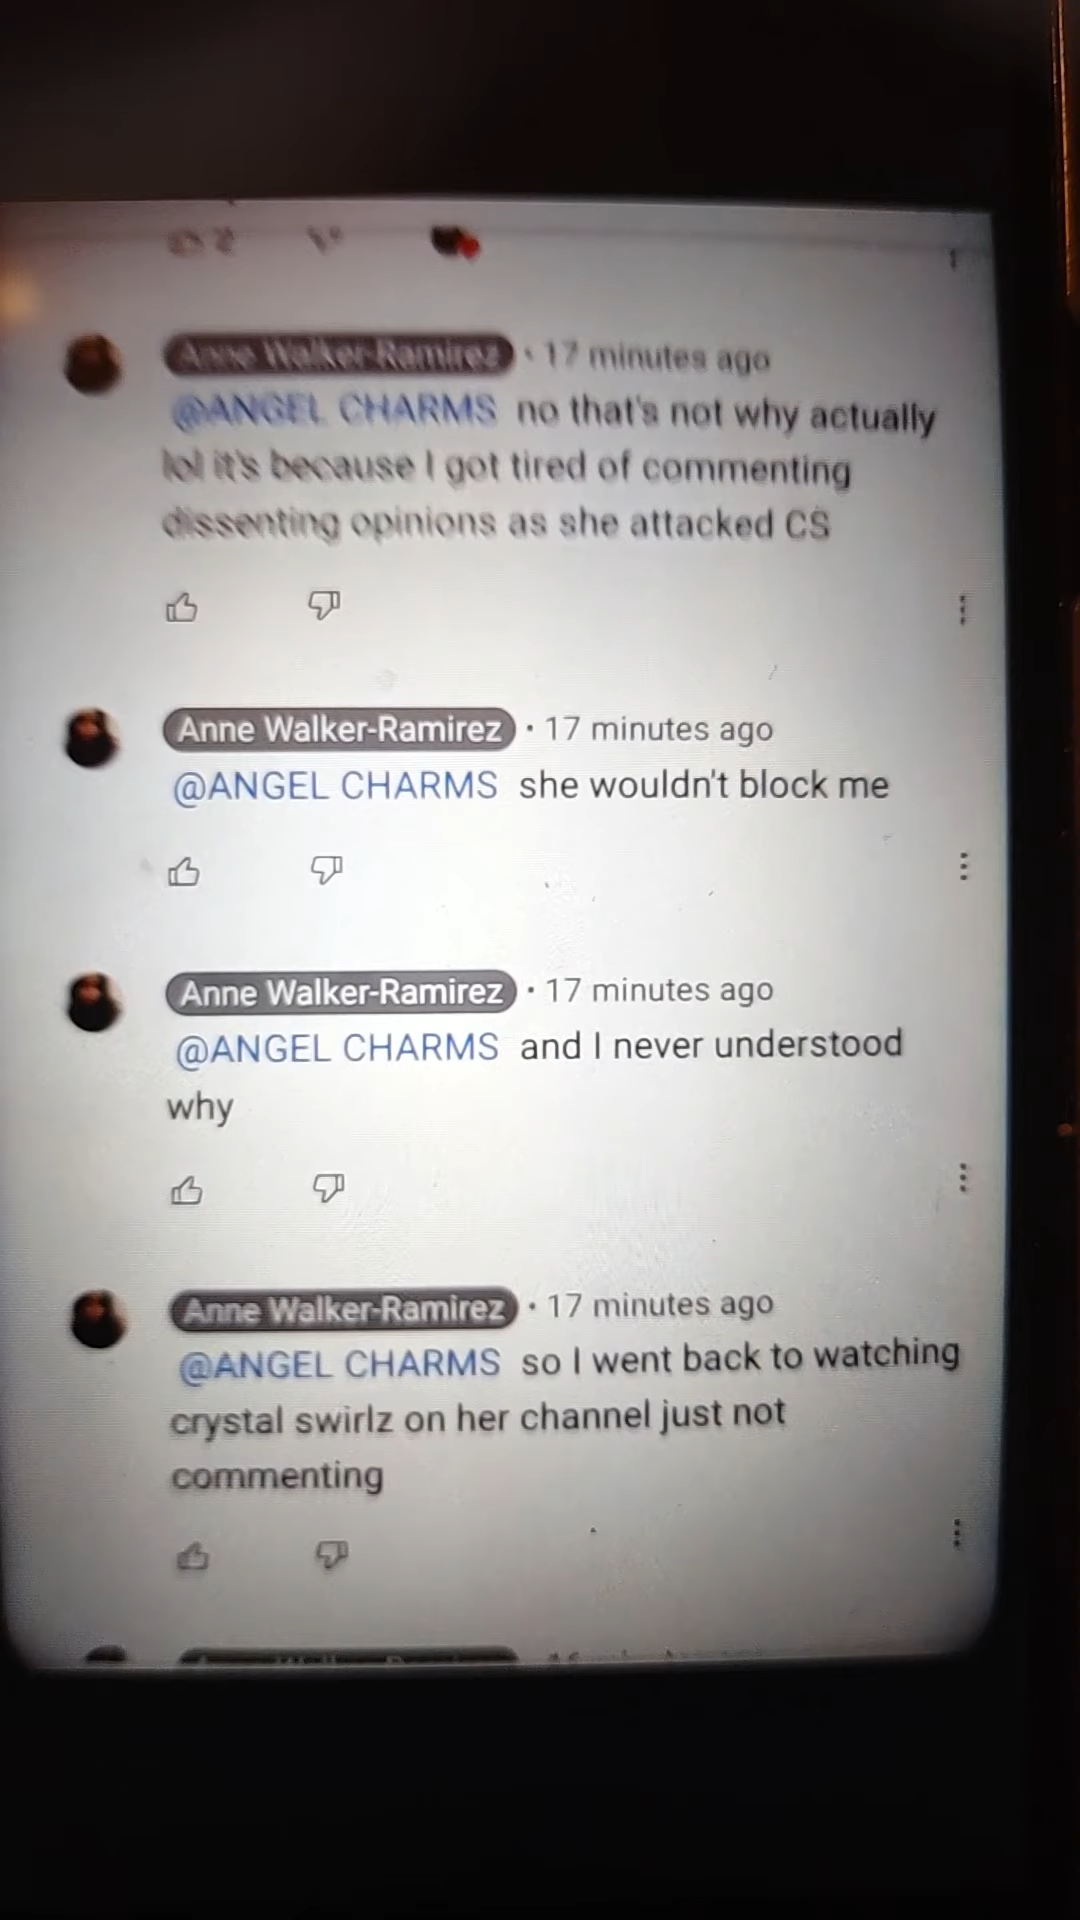 Anne Walker-Ramirez · 17 minutes ago
@ANGEL CHARMS no that's not why actually
lol it's because I got tired of commenting
dissenting opinions as she attacked CS
Anne Walker-Ramirez · 17 minutes ago
@ANGEL CHARMS she wouldn't block me
Anne Walker-Ramirez · 17 minutes ago
@ANGEL CHARMS and I never understood
why
Anne Walker-Ramirez · 17 minutes ago
@ANGEL CHARMS so I went back to watching
crystal swirlz on her channel just not
commenting